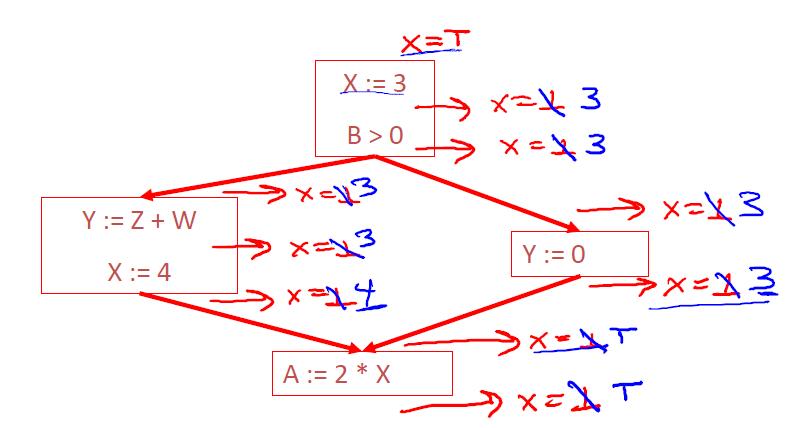 X = T
X := 3
x = ⊥ 3
B > 0
x = ⊥ 3
x = ⊥ 3
Y := Z + W
x = ⊥ 3
X := 4
x = ⊥ 4
x = ⊥ 3
Y := 0
x = ⊥ 3
x = ⊥ T
A := 2 * X
x = ⊥ T